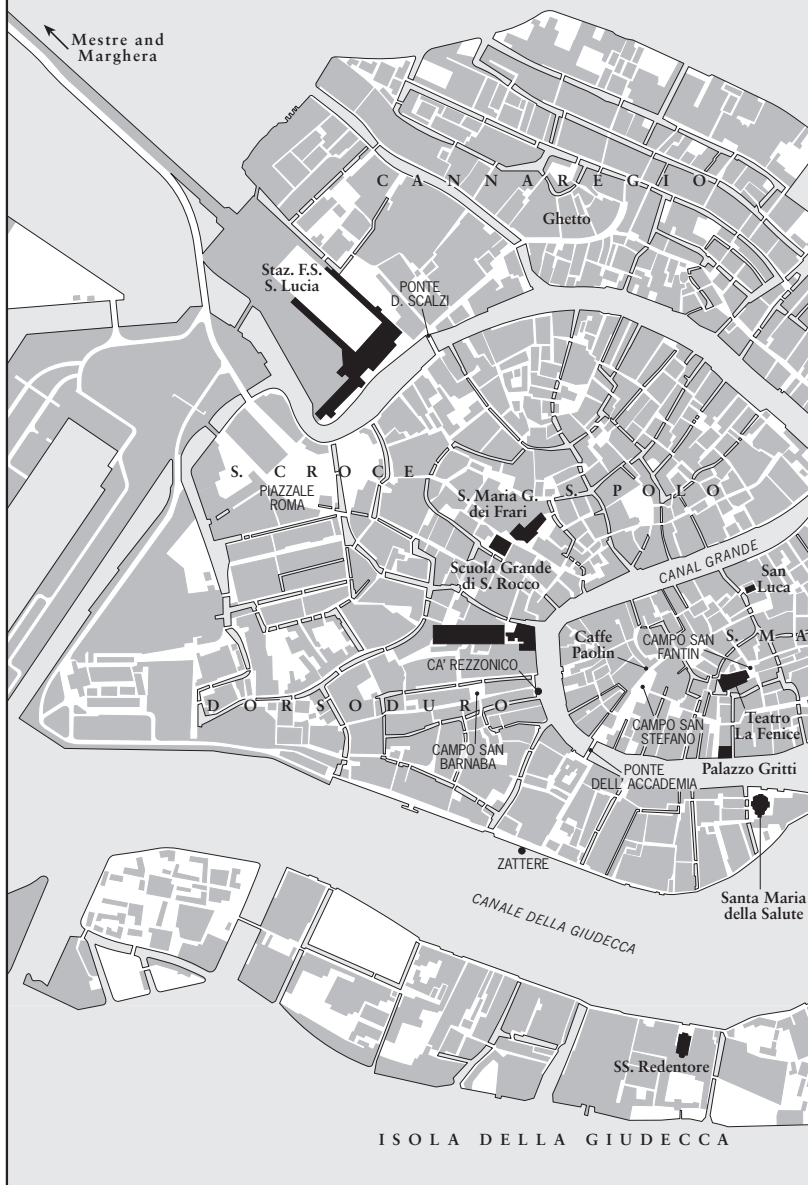 Mestre and
Marghera
C A N N A R E G I O
Ghetto
Staz. F.S.
S. Lucia
PONTE
D. SCALZI
S. C R O C E
PIAZZALE
ROMA
S. Maria G.
dei Frari
S. P O L O
Scuola Grande
di S. Rocco
CANAL GRANDE
San
Luca
S. M A
Caffe
Paolin
CAMPO SAN
FANTIN
CA' REZZONICO
D O R S O D U R O
CAMPO SAN
BARNABA
CAMPO SAN
STEFANO
Teatro
La Fenice
PONTE
DELL' ACCADEMIA
Palazzo Gritti
ZATTERE
Santa Maria
della Salute
CANALE DELLA GIUDECCA
SS. Redentore
I S O L A D E L L A G I U D E C C A